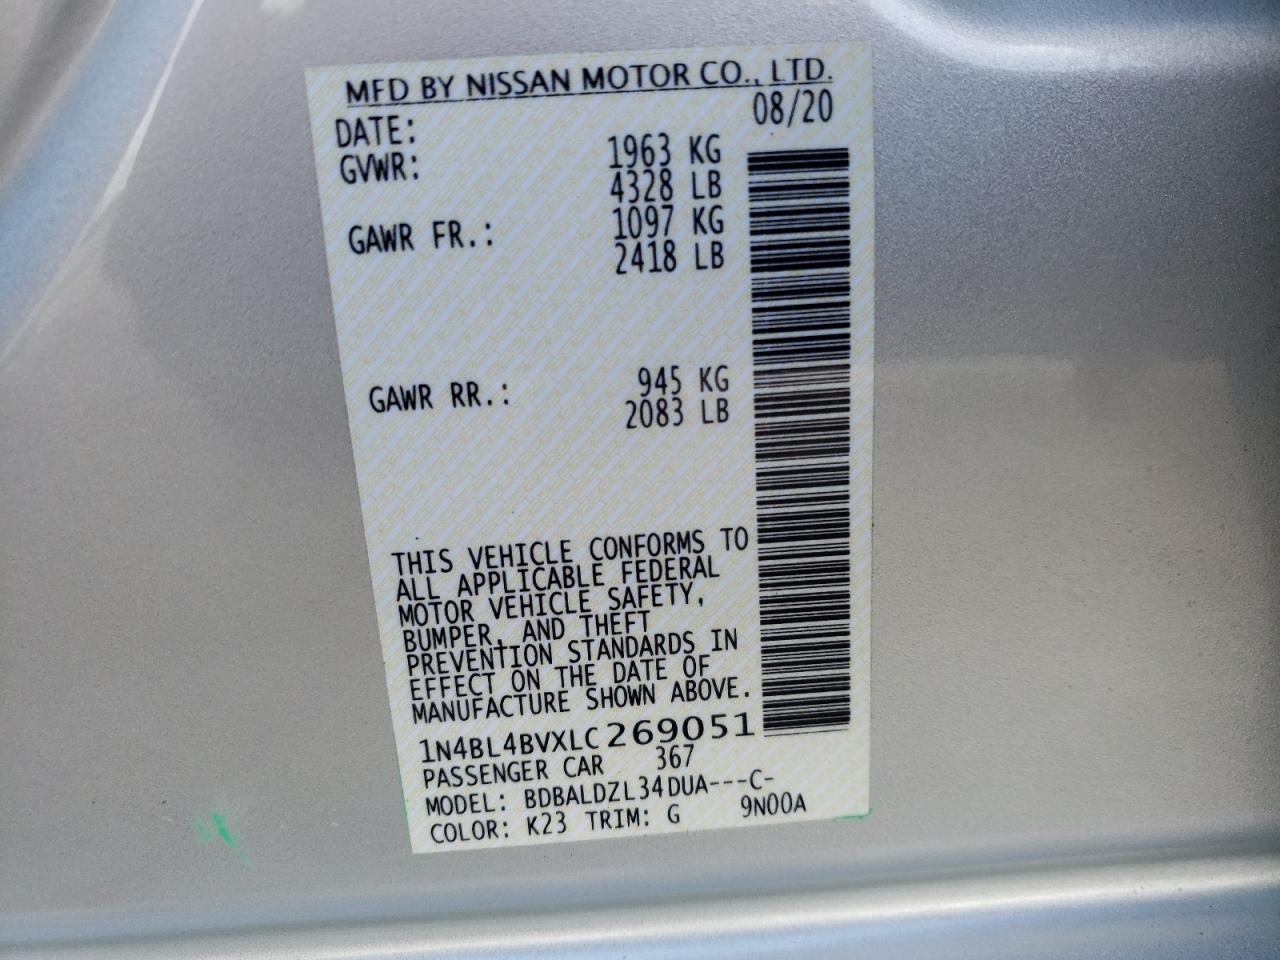 MFD BY NISSAN MOTOR CO., LTD.
DATE: 08/20
GVWR: 1963 KG
4328 LB
GAWR FR.: 1097 KG
2418 LB
GAWR RR.: 945 KG
2083 LB
THIS VEHICLE CONFORMS TO
ALL APPLICABLE FEDERAL
MOTOR VEHICLE SAFETY,
BUMPER, AND THEFT
PREVENTION STANDARDS IN
EFFECT ON THE DATE OF
MANUFACTURE SHOWN ABOVE.
1N4BL4BVXLC269051
PASSENGER CAR 367
MODEL: BDBALDZL34DUA---C-
COLOR: K23 TRIM: G 9N00A